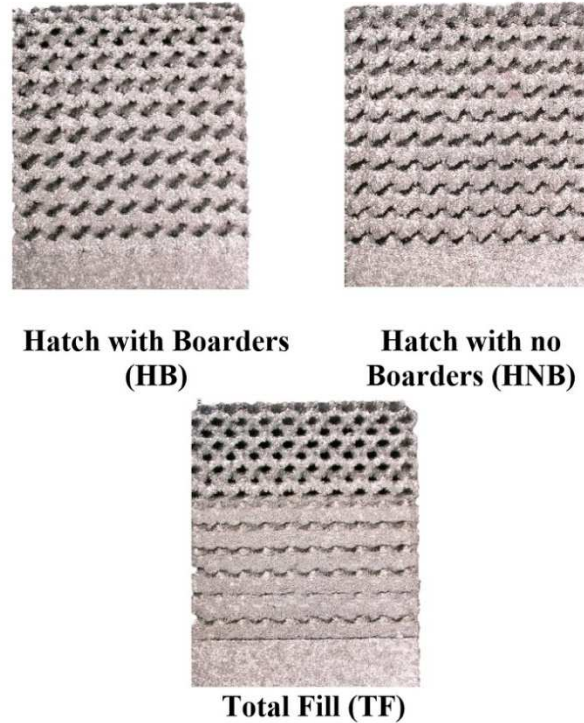 Hatch with Boarders
(HB)
Hatch with no
Boarders (HNB)
Total Fill (TF)